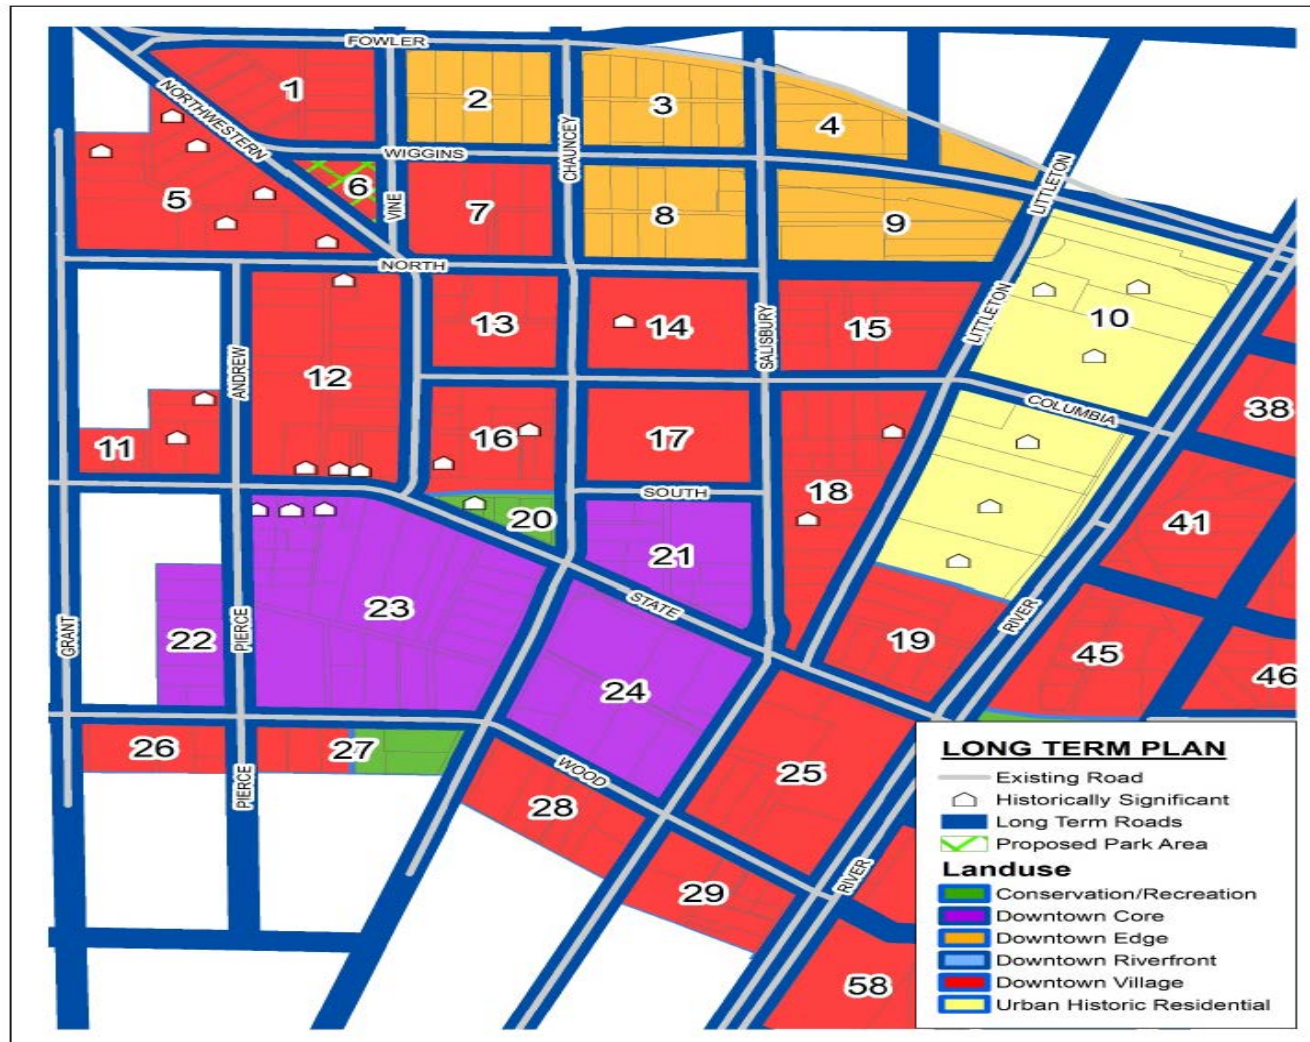 FOWLER
1
2
3
4
NORTHWESTERN
CHAUNCEY
WIGGINS
5
6
VINE
7
8
9
LITTLETON
NORTH
10
13
14
SALISBURY
15
LITTLETON
12
ANDREW
COLUMBIA
38
11
16
17
SOUTH
18
20
21
41
GRANT
22
PIERCE
23
STATE
RIVER
19
45
46
24
26
27
PIERCE
WOOD
25
28
29
RIVER
58
LONG TERM PLAN
Existing Road
Historically Significant
Long Term Roads
Proposed Park Area
Landuse
Conservation/Recreation
Downtown Core
Downtown Edge
Downtown Riverfront
Downtown Village
Urban Historic Residential